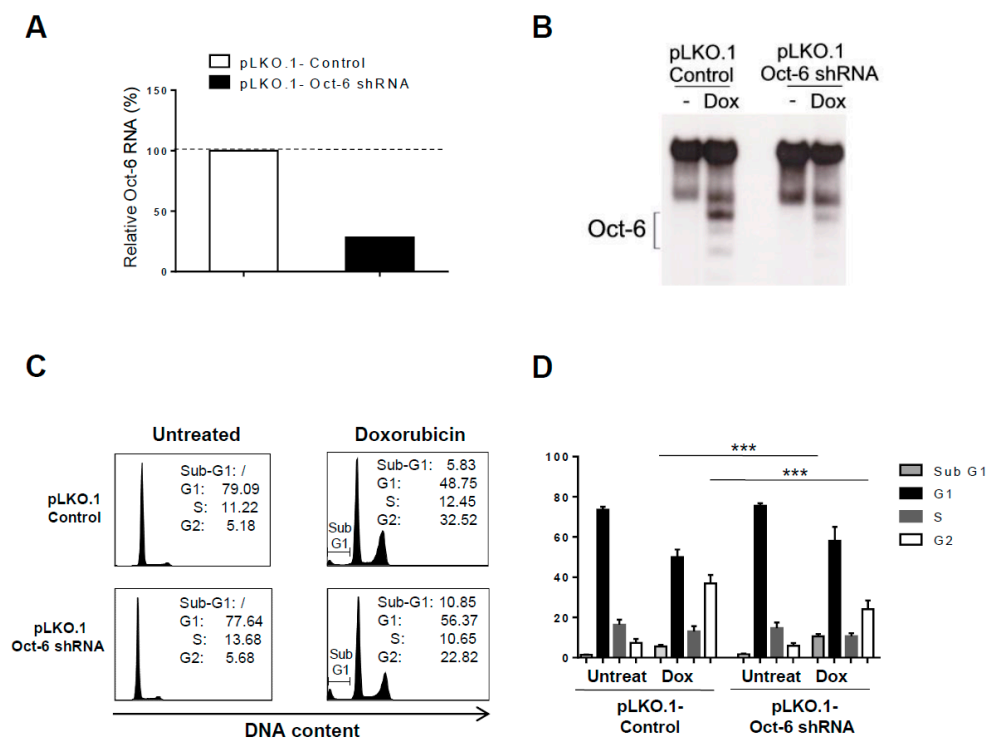 A
pLKO.1- Control
pLKO.1- Oct-6 shRNA
Relative Oct-6 RNA (%)
150
100
50
0
B
pLKO.1
Control
pLKO.1
Oct-6 shRNA
- Dox - Dox
Oct-6
C
Untreated Doxorubicin
pLKO.1
Control
Sub-G1: /
G1: 79.09
S: 11.22
G2: 5.18
Sub-G1: 5.83
G1: 48.75
S: 12.45
G2: 32.52
Sub
G1
pLKO.1
Oct-6 shRNA
Sub-G1: /
G1: 77.64
S: 13.68
G2: 5.68
Sub-G1: 10.85
G1: 56.37
S: 10.65
G2: 22.82
Sub
G1
DNA content
D
***
***
100
80
60
40
20
0
Sub G1
G1
S
G2
Untreat Dox Untreat Dox
pLKO.1-
Control
pLKO.1-
Oct-6 shRNA